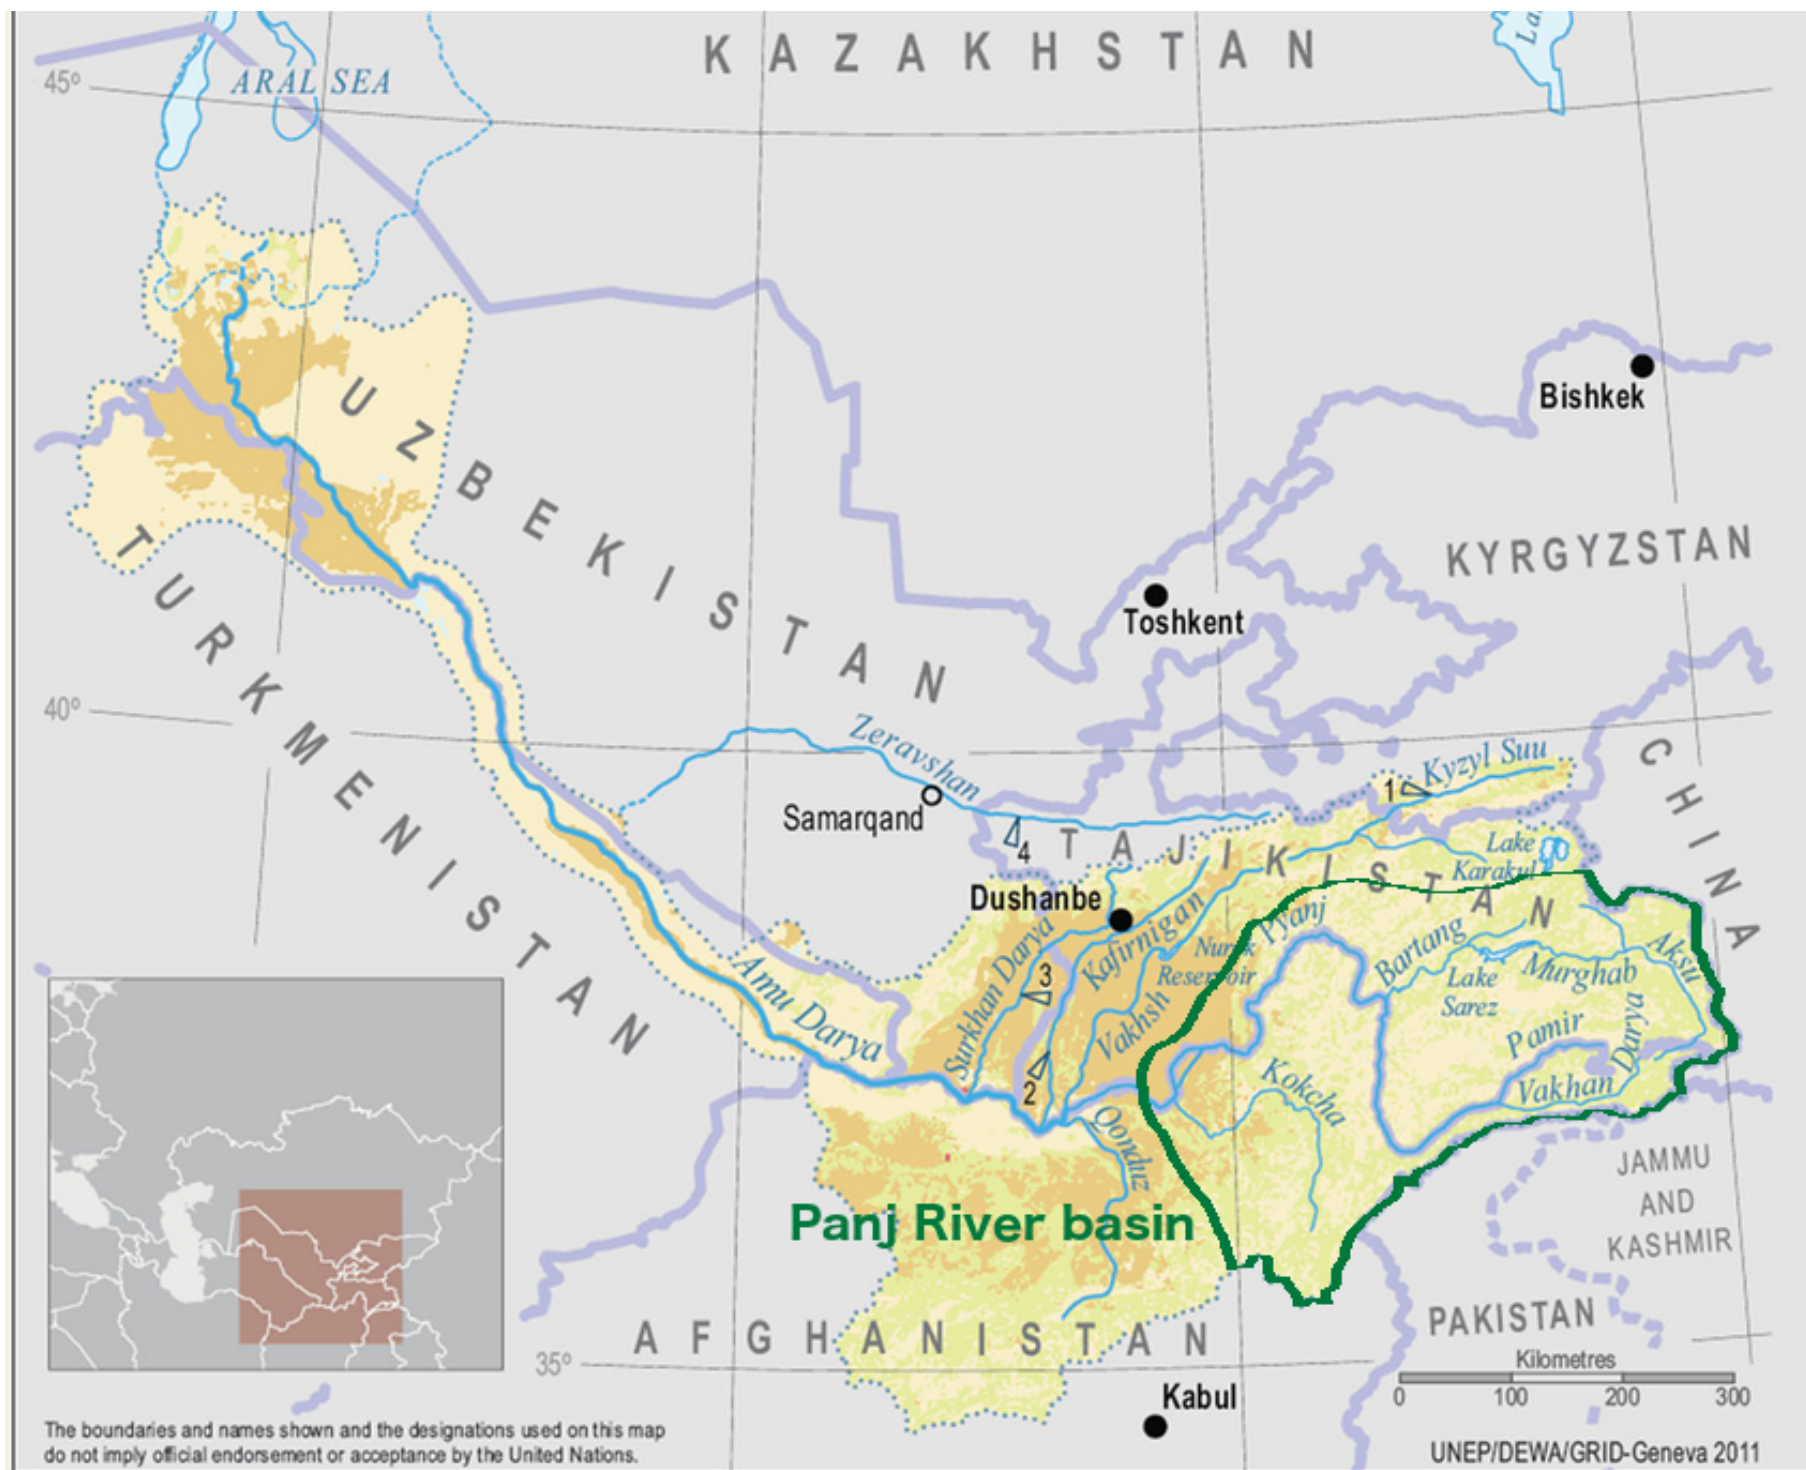 KAZAKHSTAN
La
45º
ARAL SEA
Bishkek
UZBEKISTAN
KYRGYZSTAN
TURKMENISTAN
Toshkent
40º
CHINA
Zeravshan
Kyzyl Suu
1
Samarqand
4
TAJIKISTAN
Lake
Karakul
Dushanbe
Pyanj
Surkhan Darya
Kafirnigan
Nurek
Reservoir
Bartang
Aksu
Amu Darya
3
Lake
Sarez
Murghab
Vakhsh
Pamir
Darya
2
Kokcha
Vakhan
Qonduz
JAMMU
AND
KASHMIR
Panj River basin
AFGHANISTAN
PAKISTAN
35º
Kilometres
0 100 200 300
Kabul
The boundaries and names shown and the designations used on this map
do not imply official endorsement or acceptance by the United Nations.
UNEP/DEWA/GRID-Geneva 2011